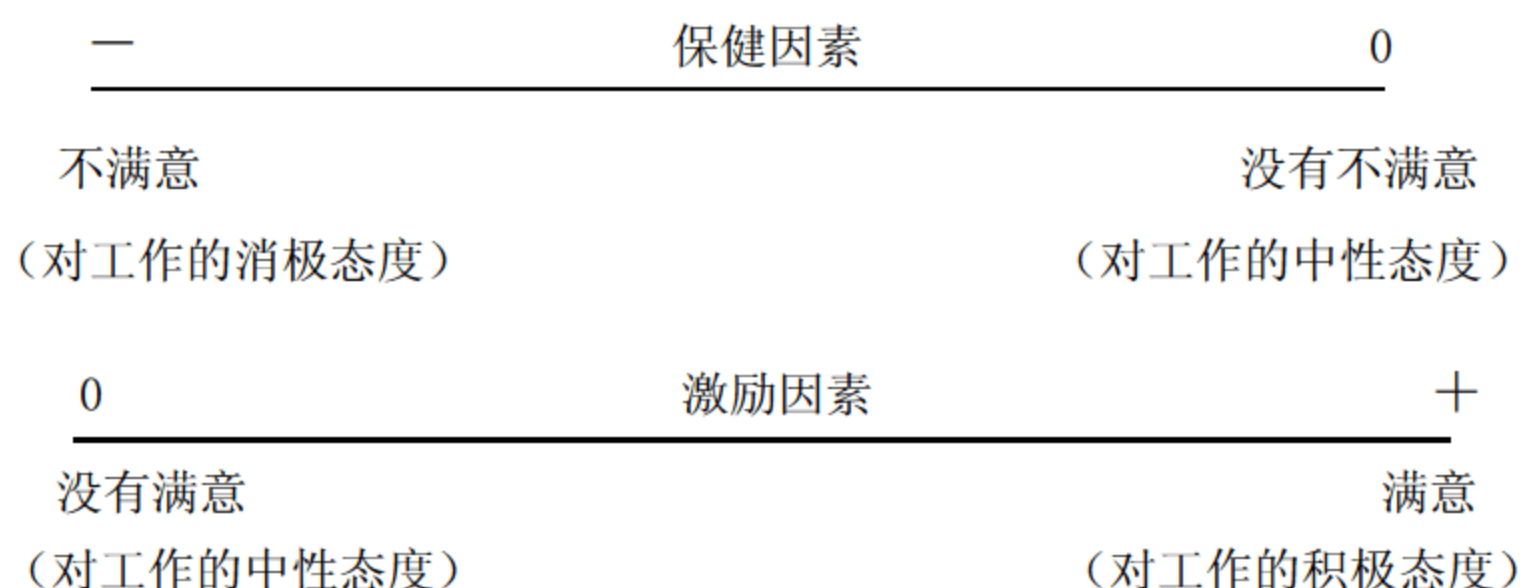 — 保健因素 0
不满意 没有不满意
（对工作的消极态度） （对工作的中性态度）
0 激励因素 +
没有满意 满意
（对工作的中性态度） （对工作的积极态度）